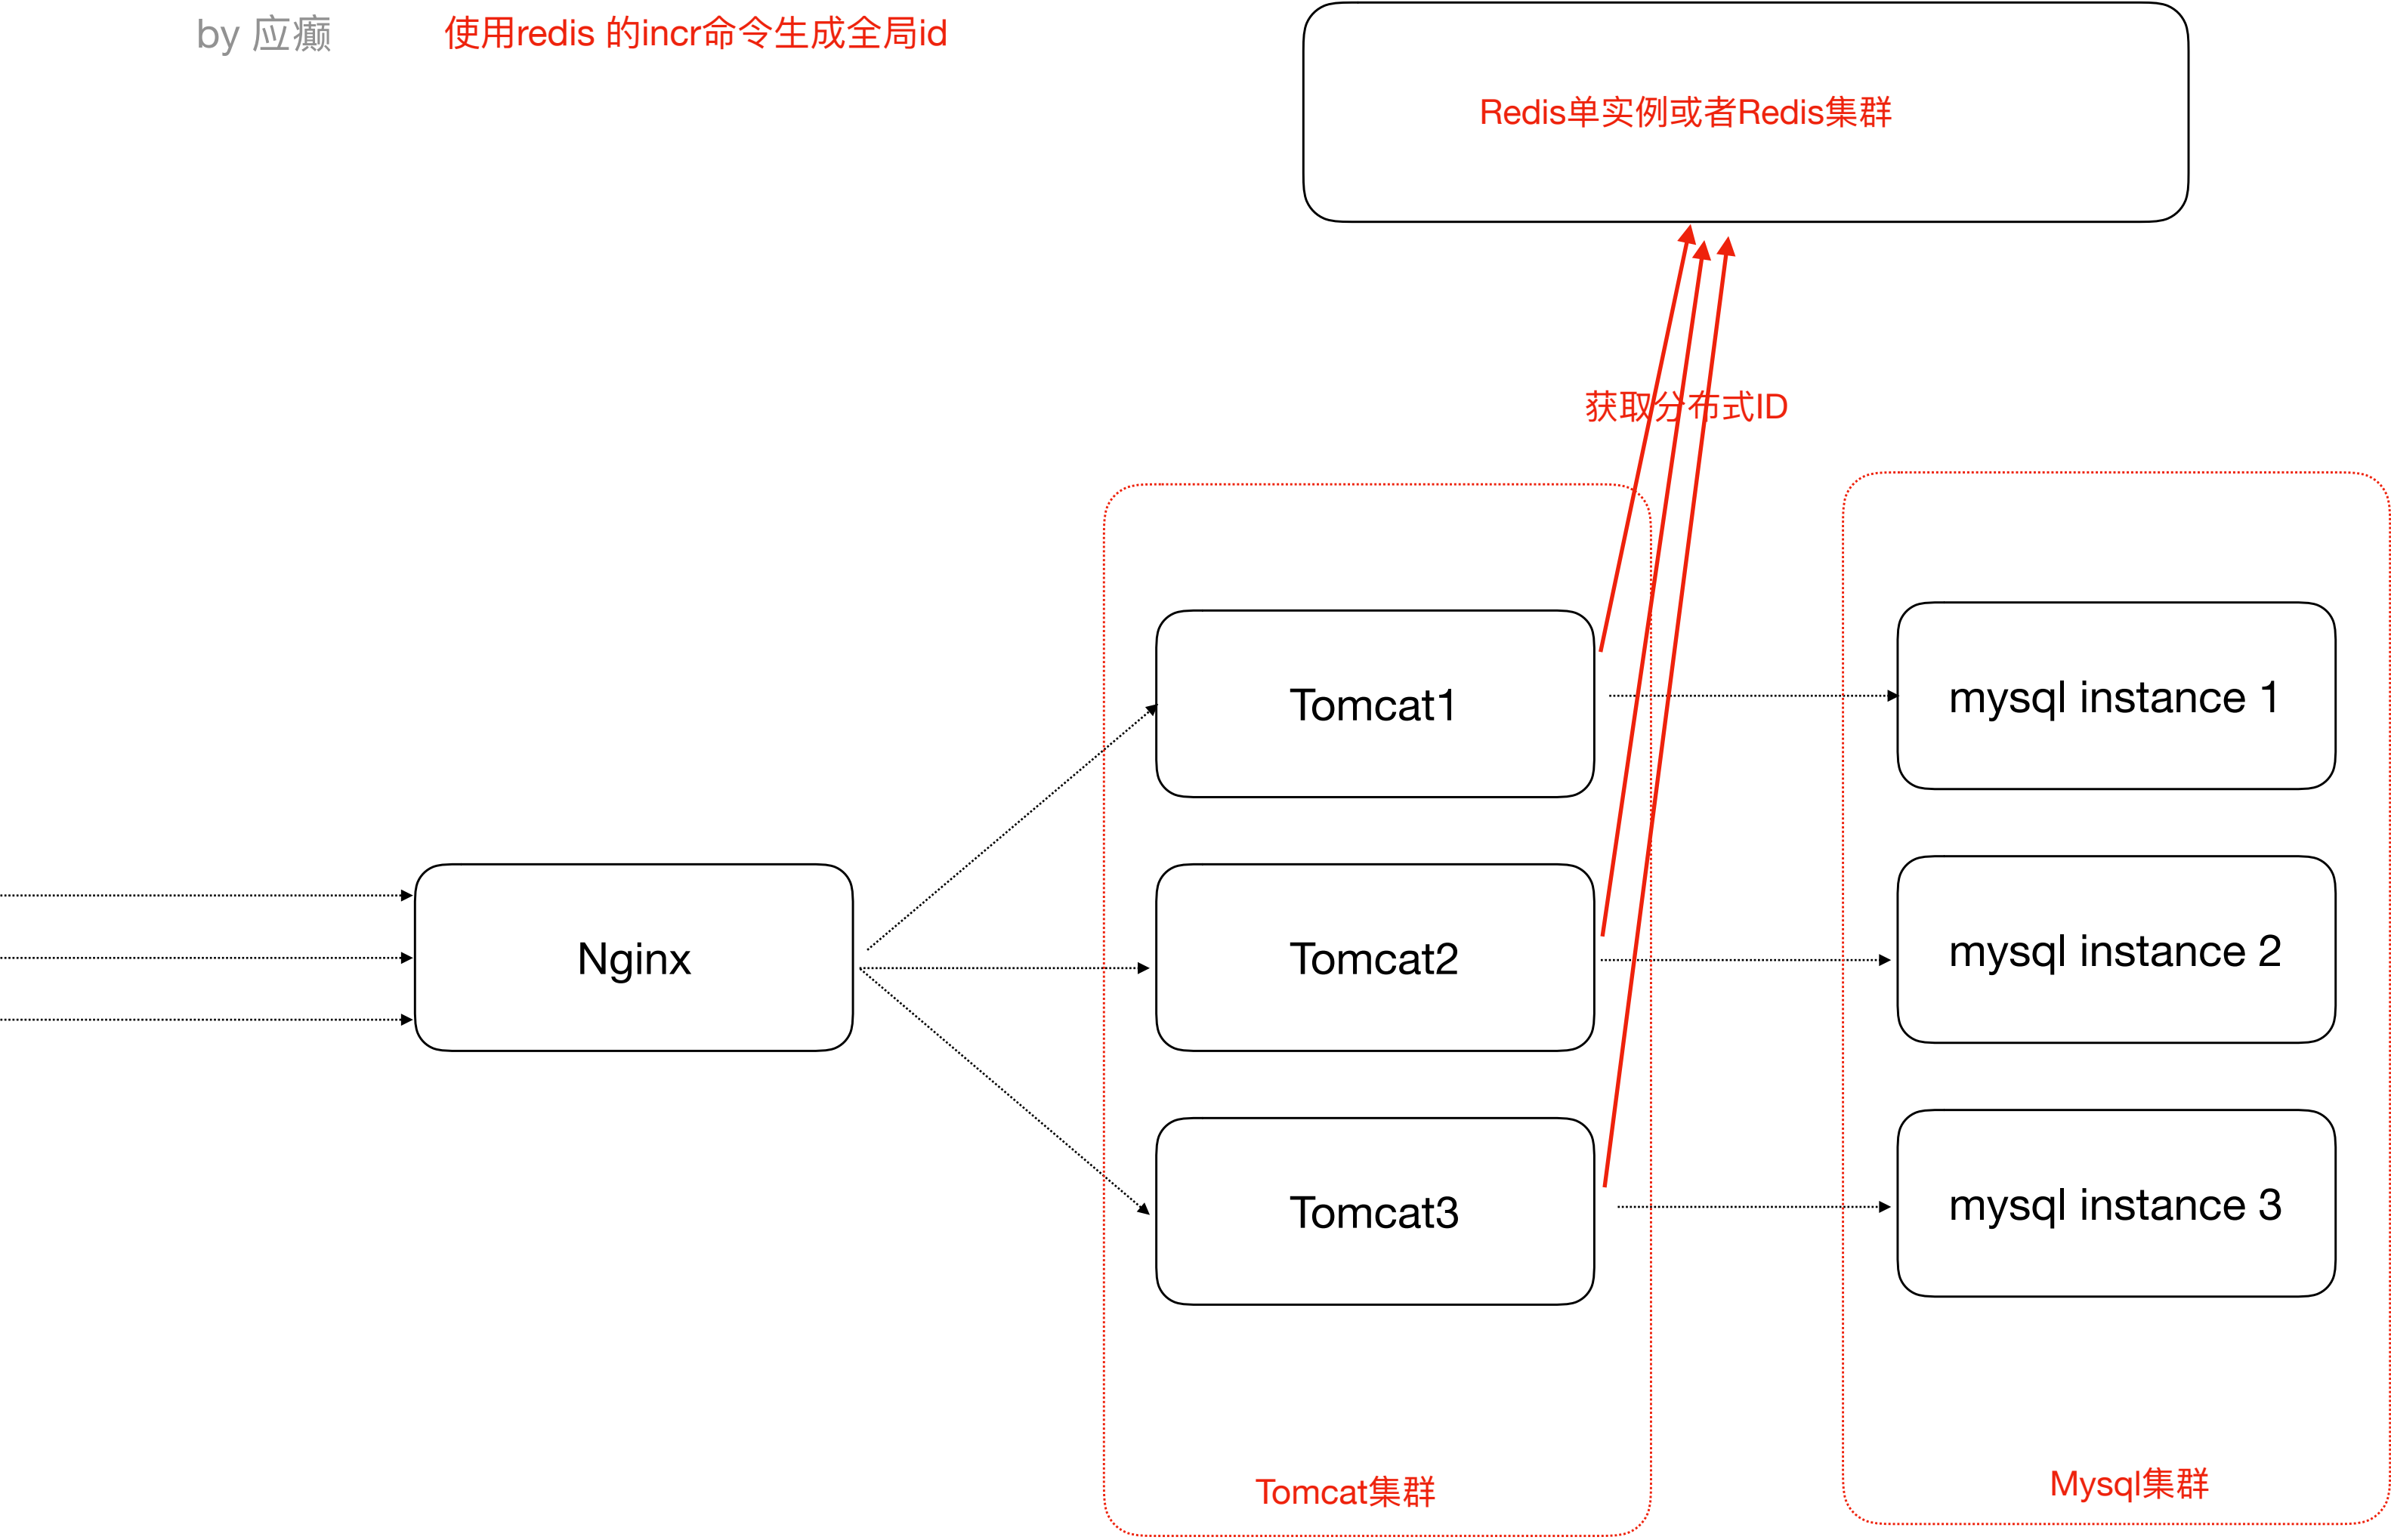 by 应癫
使用redis 的incr命令生成全局id
Redis单实例或者Redis集群
获取分布式ID
Tomcat1
mysql instance 1
Nginx
Tomcat2
mysql instance 2
Tomcat3
mysql instance 3
Tomcat集群
Mysql集群